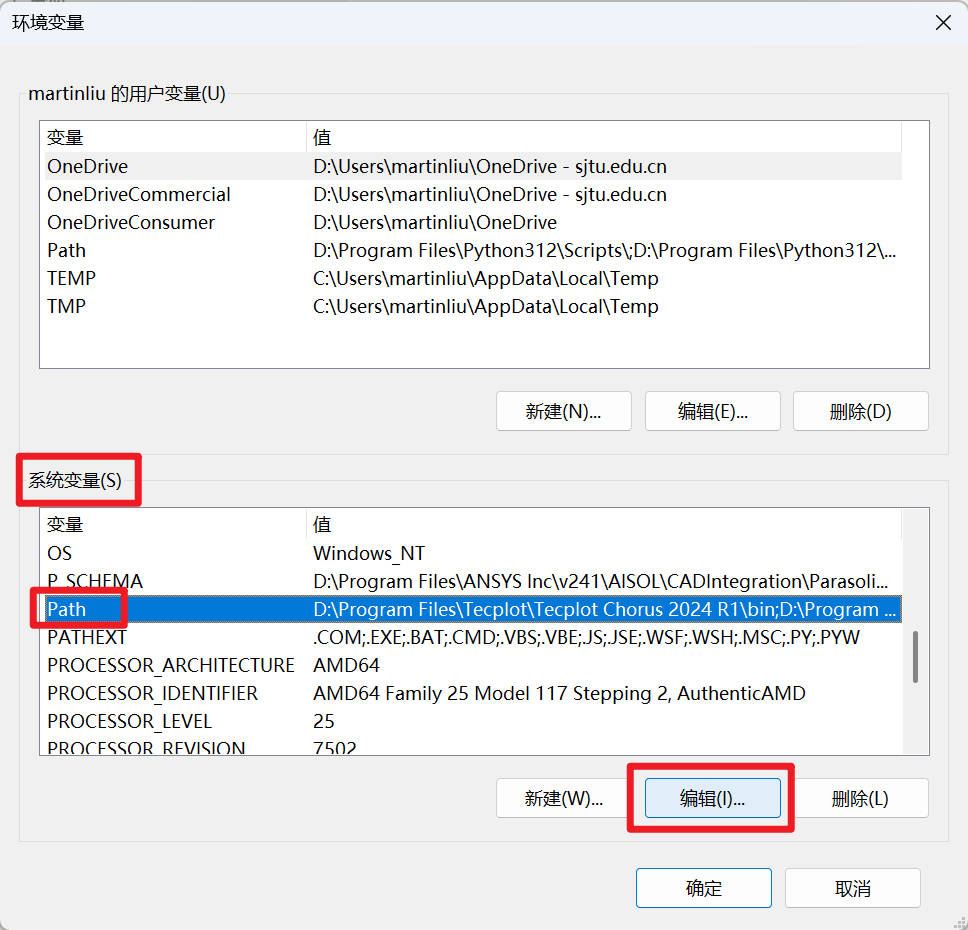 环境变量
martinliu 的用户变量(U)
变量 值
OneDrive D:\Users\martinliu\OneDrive - sjtu.edu.cn
OneDriveCommercial D:\Users\martinliu\OneDrive - sjtu.edu.cn
OneDriveConsumer D:\Users\martinliu\OneDrive
Path D:\Program Files\Python312\Scripts\;D:\Program Files\Python312\...
TEMP C:\Users\martinliu\AppData\Local\Temp
TMP C:\Users\martinliu\AppData\Local\Temp
新建(N)... 编辑(E)... 删除(D)
系统变量(S)
变量 值
OS Windows_NT
P_SCHEMA D:\Program Files\ANSYS Inc\v241\AISOL\CADIntegration\Parasoli...
Path D:\Program Files\Tecplot\Tecplot Chorus 2024 R1\bin;D:\Program ...
PATHEXT .COM;.EXE;.BAT;.CMD;.VBS;.VBE;.JS;.JSE;.WSF;.WSH;.MSC;.PY;.PYW
PROCESSOR_ARCHITECTURE AMD64
PROCESSOR_IDENTIFIER AMD64 Family 25 Model 117 Stepping 2, AuthenticAMD
PROCESSOR_LEVEL 25
PROCESSOR_REVISION 7502
新建(W)... 编辑(I)... 删除(L)
确定 取消